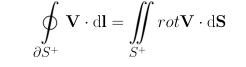 ∮_{∂S⁺} 𝐕 · d𝐥 = ∬_{S⁺} rot𝐕 · d𝐒